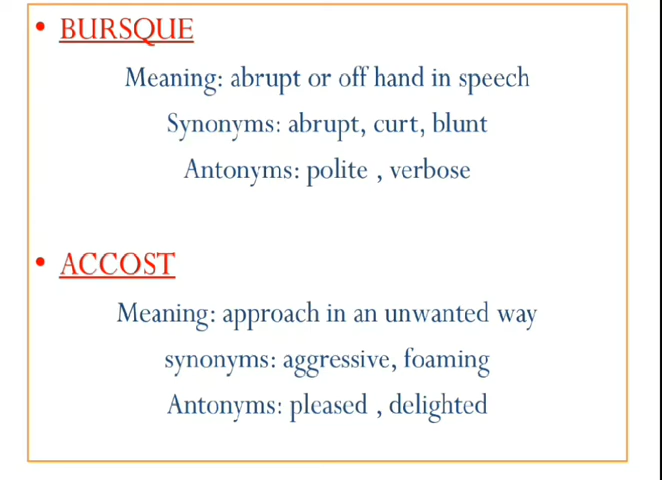 • BURSQUE
Meaning: abrupt or off hand in speech
Synonyms: abrupt, curt, blunt
Antonyms: polite , verbose
• ACCOST
Meaning: approach in an unwanted way
synonyms: aggressive, foaming
Antonyms: pleased , delighted